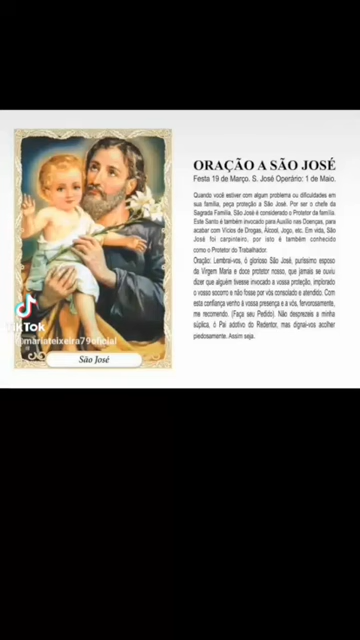 ORAÇÃO A SÃO JOSÉ
Festa 19 de Março. S. José Operário: 1 de Maio.
Quando você estiver com algum problema ou dificuldades em
sua família, peça proteção a São José. Por ser o chefe da
Sagrada Família, São José é considerado o Protetor da família.
Este Santo é também invocado para Auxílio nas Doenças, para
acabar com Vícios de Drogas, Álcool, Jogo, etc. Em vida, São
José foi carpinteiro, por isto é também conhecido
como o Protetor do Trabalhador.
Oração: Lembrai-vos, ó glorioso São José, puríssimo esposo
da Virgem Maria e doce protetor nosso, que jamais se ouviu
dizer que alguém tivesse invocado a vossa proteção, implorado
o vosso socorro e não fosse por vós consolado e atendido. Com
esta confiança venho à vossa presença e a vós, fervorosamente,
me recomendo. (Faça seu Pedido). Não desprezeis a minha
súplica, ó Pai adotivo do Redentor, mas dignai-vos acolher
piedosamente. Assim seja.
TikTok
mariateixeira79oficial
São José